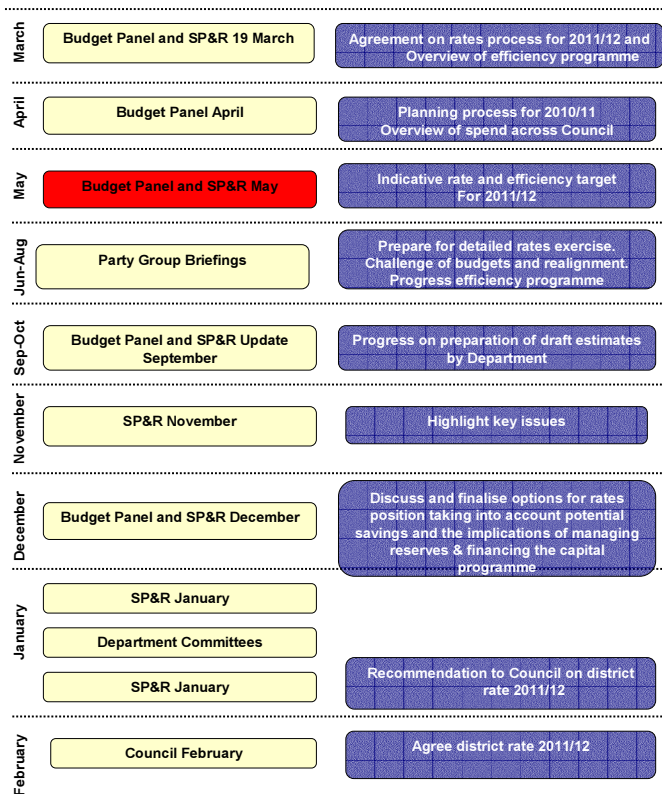 March
Budget Panel and SP&R 19 March
Agreement on rates process for 2011/12 and
Overview of efficiency programme
April
Budget Panel April
Planning process for 2010/11
Overview of spend across Council
May
Budget Panel and SP&R May
Indicative rate and efficiency target
For 2011/12
Jun-Aug
Party Group Briefings
Prepare for detailed rates exercise.
Challenge of budgets and realignment.
Progress efficiency programme
Sep-Oct
Budget Panel and SP&R Update
September
Progress on preparation of draft estimates
by Department
November
SP&R November
Highlight key issues
December
Budget Panel and SP&R December
Discuss and finalise options for rates
position taking into account potential
savings and the implications of managing
reserves & financing the capital
programme
January
SP&R January
Department Committees
SP&R January
Recommendation to Council on district
rate 2011/12
February
Council February
Agree district rate 2011/12